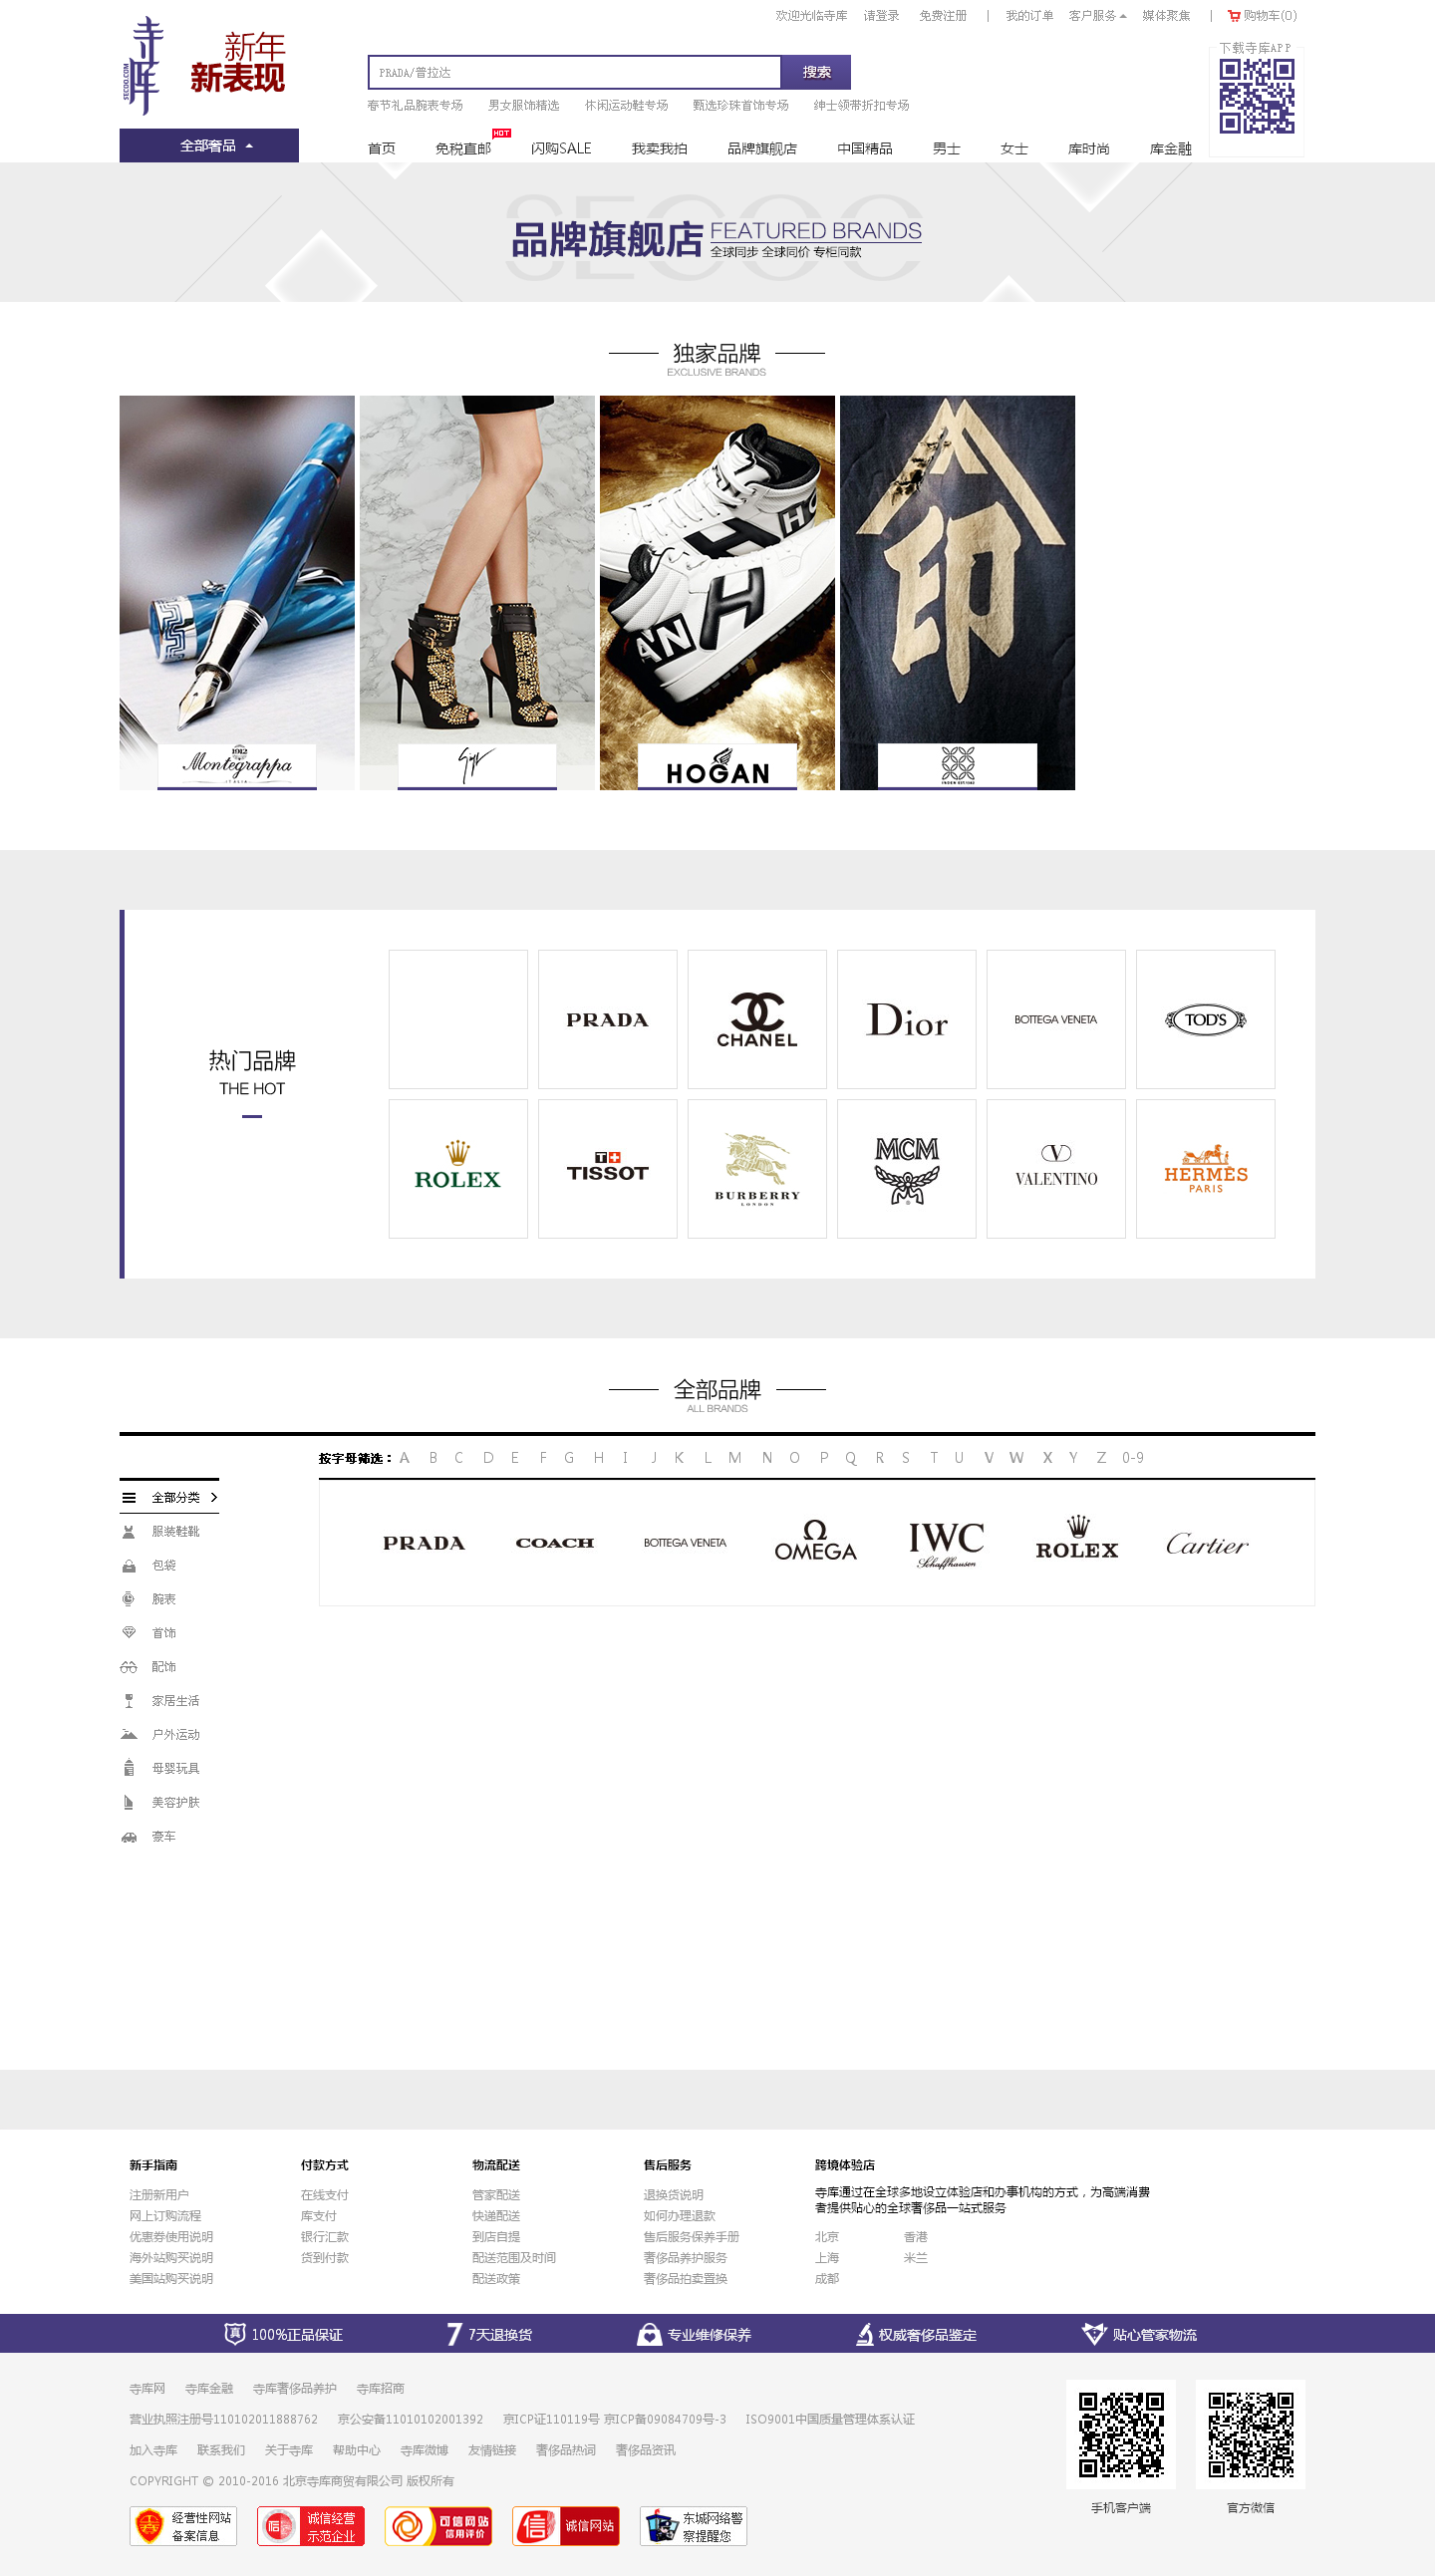 欢迎光临寺库 请登录 免费注册 | 我的订单 客户服务 媒体聚焦 | 购物车(0)
寺库
SECOO.COM
新年
新表现
PRADA/普拉达
搜索
春节礼品腕表专场 男女服饰精选 休闲运动鞋专场 甄选珍珠首饰专场 绅士领带折扣专场
下载寺库APP
全部奢品
首页 免税直邮 HOT 闪购SALE 我卖我拍 品牌旗舰店 中国精品 男士 女士 库时尚 库金融
品牌旗舰店 FEATURED BRANDS
全球同步 全球同价 专柜同款
独家品牌
EXCLUSIVE BRANDS
1912
Montegrappa
ITALIA
HOGAN
热门品牌
THE HOT
PRADA
CHANEL
Dior
BOTTEGA VENETA
TOD'S
ROLEX
TISSOT
BURBERRY
LONDON
MCM
VALENTINO
HERMÈS
PARIS
全部品牌
ALL BRANDS
按字母筛选： A B C D E F G H I J K L M N O P Q R S T U V W X Y Z 0-9
PRADA COACH BOTTEGA VENETA OMEGA IWC Schaffhausen ROLEX Cartier
全部分类
服装鞋靴
包袋
腕表
首饰
配饰
家居生活
户外运动
母婴玩具
美容护肤
豪车
新手指南
注册新用户
网上订购流程
优惠券使用说明
海外站购买说明
美国站购买说明
付款方式
在线支付
库支付
银行汇款
货到付款
物流配送
管家配送
快递配送
到店自提
配送范围及时间
配送政策
售后服务
退换货说明
如何办理退款
售后服务保养手册
奢侈品养护服务
奢侈品拍卖置换
跨境体验店
寺库通过在全球多地设立体验店和办事机构的方式，为高端消费
者提供贴心的全球奢侈品一站式服务
北京 香港
上海 米兰
成都
真 100%正品保证 7 7天退换货 专业维修保养 权威奢侈品鉴定 贴心管家物流
寺库网 寺库金融 寺库奢侈品养护 寺库招商
营业执照注册号110102011888762 京公安备11010102001392 京ICP证110119号 京ICP备09084709号-3 ISO9001中国质量管理体系认证
加入寺库 联系我们 关于寺库 帮助中心 寺库微博 友情链接 奢侈品热词 奢侈品资讯
COPYRIGHT © 2010-2016 北京寺库商贸有限公司 版权所有
经营性网站
备案信息
诚信经营
示范企业
可信网站
信用评价
诚信网站
东城网络警
察提醒您
手机客户端
官方微信